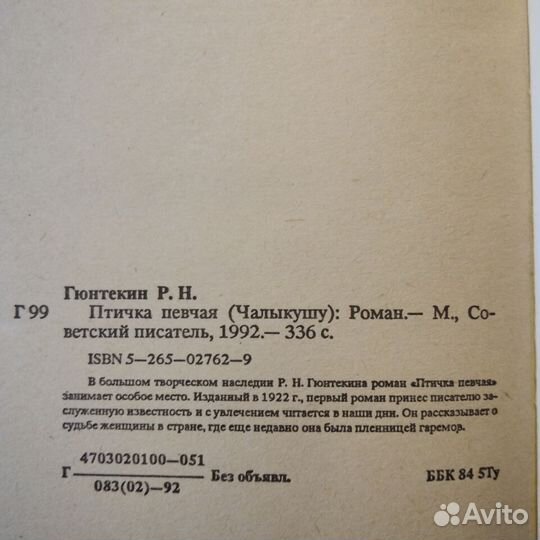 Гюнтекин Р. Н.
Г 99 Птичка певчая (Чалыкушу): Роман.— М., Со-
ветский писатель, 1992.— 336 с.
ISBN 5—265—02762—9
В большом творческом наследии Р. Н. Гюнтекина роман «Птичка певчая»
занимает особое место. Изданный в 1922 г., первый роман принес писателю за-
служенную известность и с увлечением читается в наши дни. Он рассказывает о
судьбе женщины в стране, где еще недавно она была пленницей гаремов.
4703020100—051
Г Без объявл. ББК 84 5Ту
083(02)—92
Avito